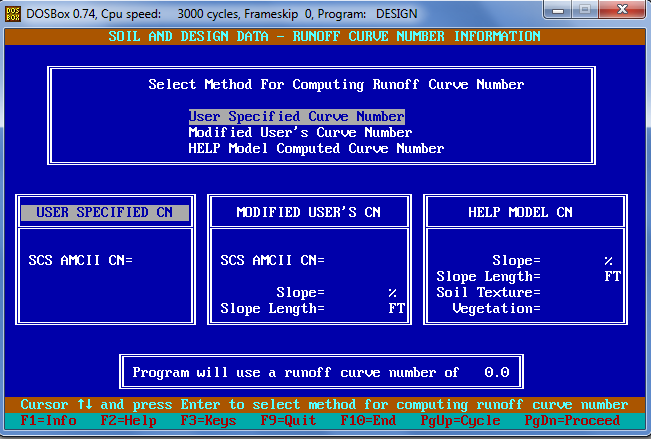 DOS
BOX
DOSBox 0.74, Cpu speed: 3000 cycles, Frameskip 0, Program: DESIGN
SOIL AND DESIGN DATA - RUNOFF CURVE NUMBER INFORMATION
Select Method For Computing Runoff Curve Number
User Specified Curve Number
Modified User's Curve Number
HELP Model Computed Curve Number
USER SPECIFIED CN
SCS AMCII CN=
MODIFIED USER'S CN
SCS AMCII CN=
Slope= %
Slope Length= FT
HELP MODEL CN
Slope= %
Slope Length= FT
Soil Texture=
Vegetation=
Program will use a runoff curve number of 0.0
Cursor ↑↓ and press Enter to select method for computing runoff curve number
F1=Info F2=Help F3=Keys F9=Quit F10=End PgUp=Cycle PgDn=Proceed